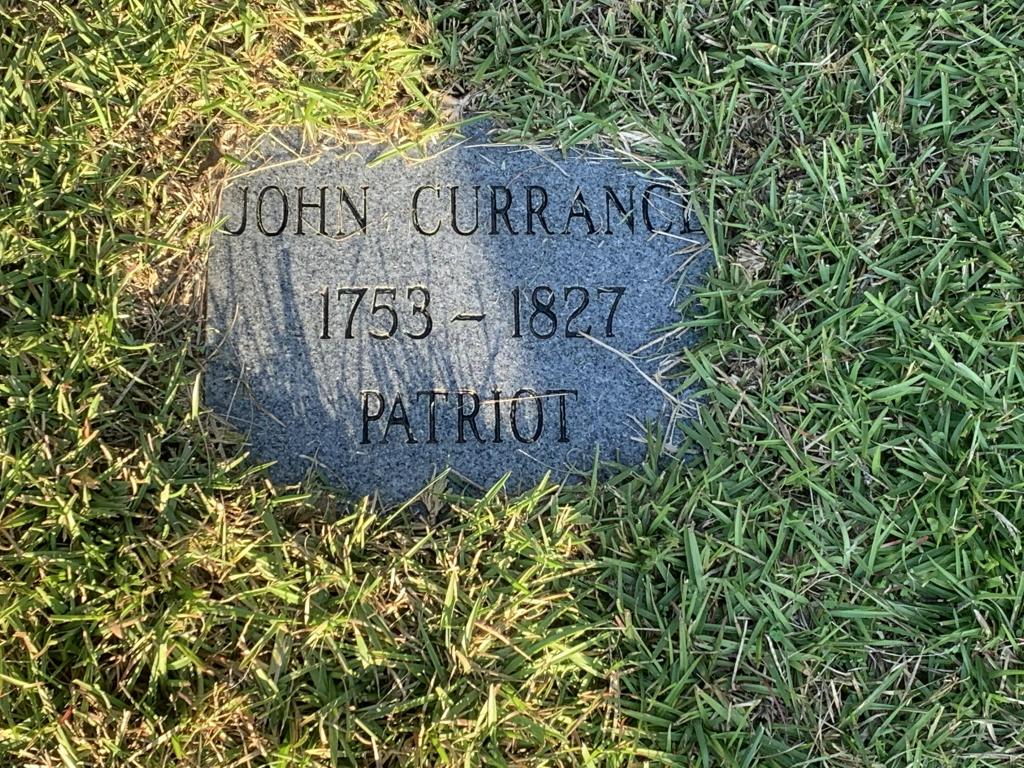 JOHN CURRANCE
1753 - 1827
PATRIOT